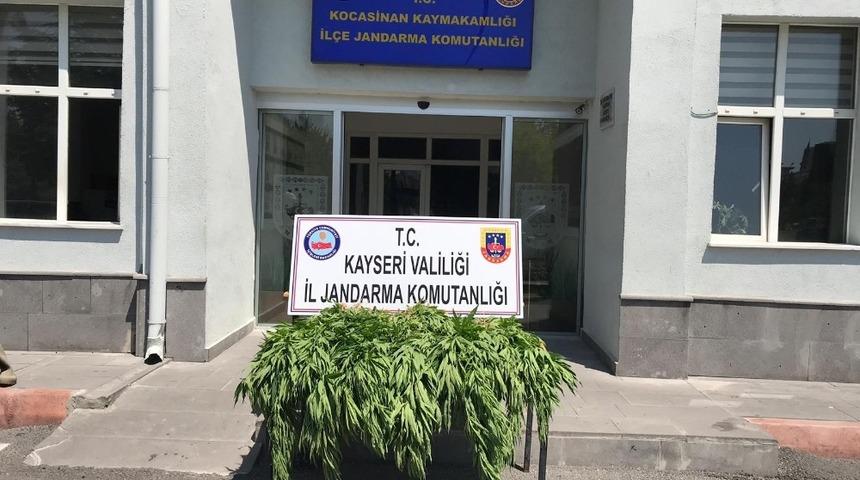 T.C.
KOCASİNAN KAYMAKAMLIĞI
İLÇE JANDARMA KOMUTANLIĞI
T.C.
KAYSERİ VALİLİĞİ
İL JANDARMA KOMUTANLIĞI